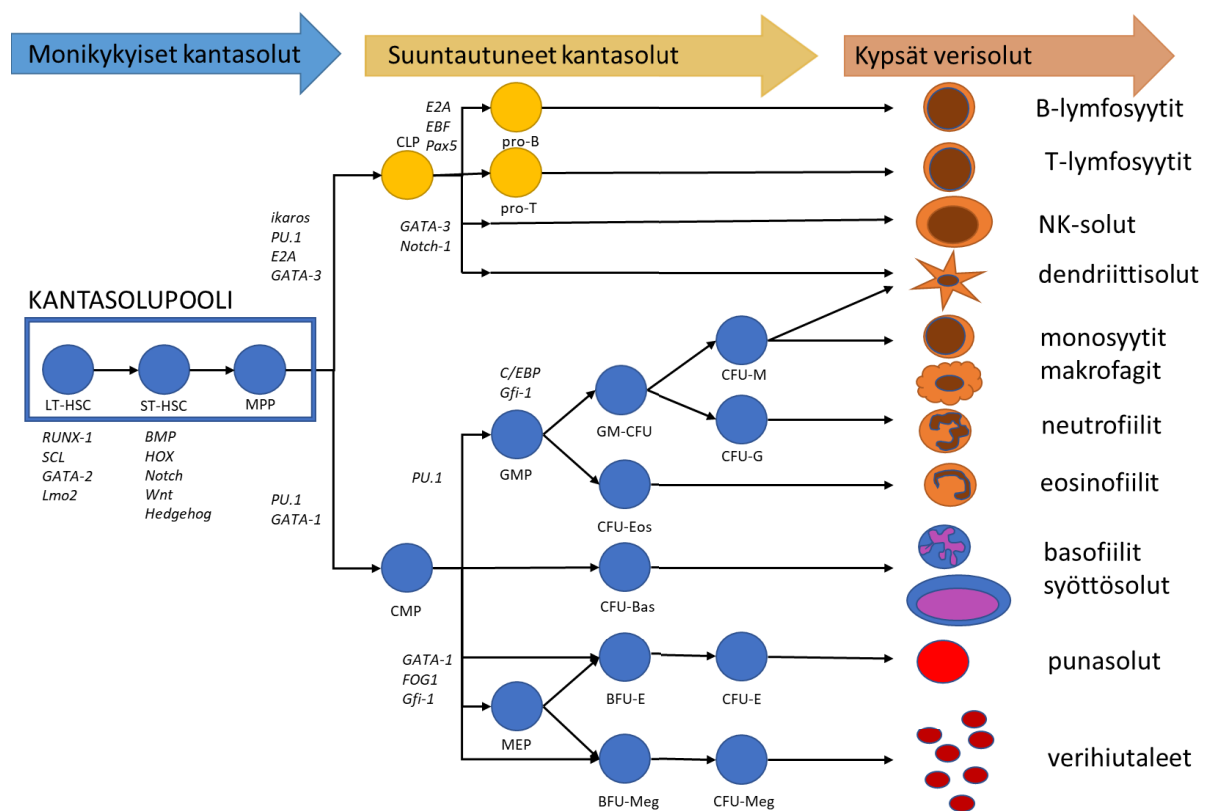 Monikykyiset kantasolut
Suuntautuneet kantasolut
Kypsät verisolut
E2A
EBF
Pax5
CLP
pro-B
pro-T
B-lymfosyytit
T-lymfosyytit
ikaros
PU.1
E2A
GATA-3
GATA-3
Notch-1
NK-solut
dendriittisolut
KANTASOLUPOOLI
LT-HSC
ST-HSC
MPP
RUNX-1
SCL
GATA-2
Lmo2
BMP
HOX
Notch
Wnt
Hedgehog
PU.1
GATA-1
C/EBP
Gfi-1
CFU-M
GM-CFU
CFU-G
monosyytit
makrofagit
neutrofiilit
PU.1
GMP
CFU-Eos
eosinofiilit
CMP
CFU-Bas
basofiilit
syöttösolut
GATA-1
FOG1
Gfi-1
BFU-E
CFU-E
punasolut
MEP
BFU-Meg
CFU-Meg
verihiutaleet